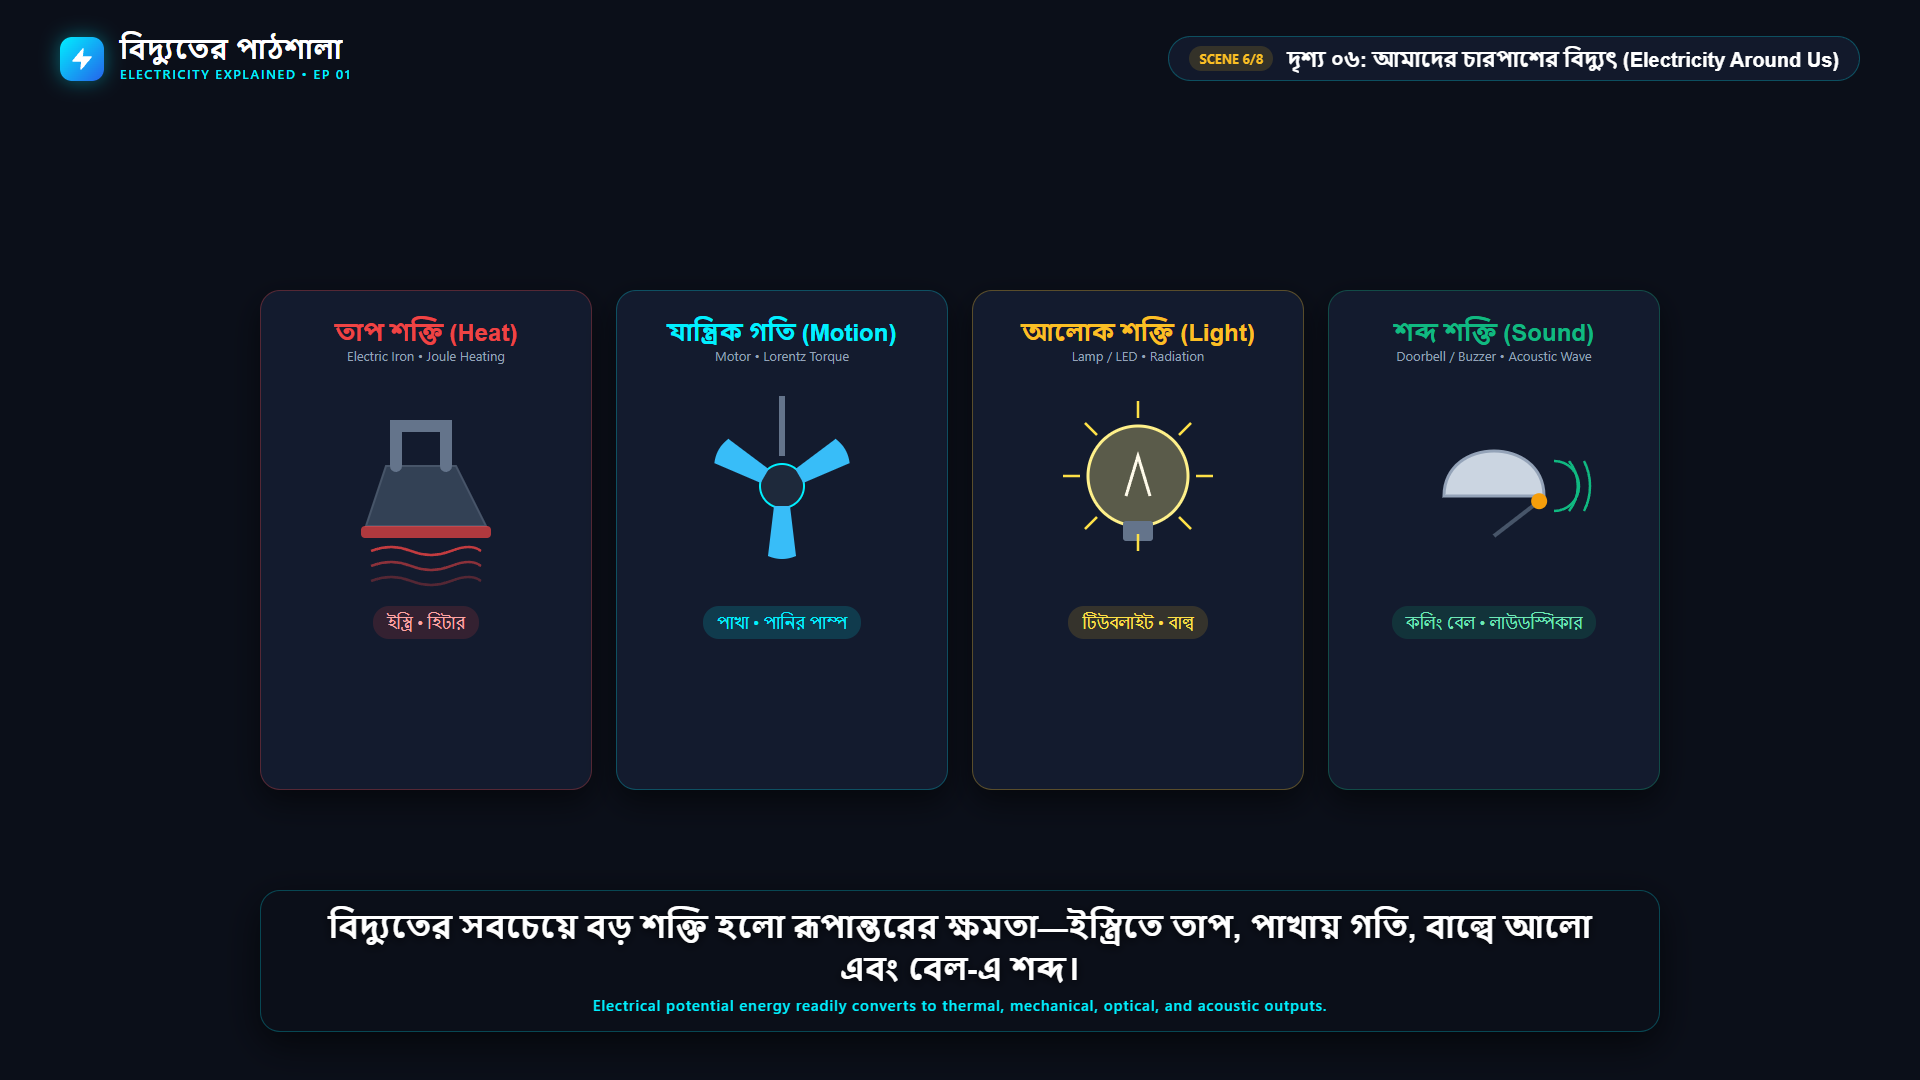 বিদ্যুতের পাঠশালা
ELECTRICITY EXPLAINED • EP 01
SCENE 6/8 দৃশ্য ০৬: আমাদের চারপাশের বিদ্যুৎ (Electricity Around Us)
তাপ শক্তি (Heat)
Electric Iron • Joule Heating
ইস্ত্রি • হিটার
যান্ত্রিক গতি (Motion)
Motor • Lorentz Torque
পাখা • পানির পাম্প
আলোক শক্তি (Light)
Lamp / LED • Radiation
টিউবলাইট • বাল্ব
শব্দ শক্তি (Sound)
Doorbell / Buzzer • Acoustic Wave
কলিং বেল • লাউডস্পিকার
বিদ্যুতের সবচেয়ে বড় শক্তি হলো রূপান্তরের ক্ষমতা—ইস্ত্রিতে তাপ, পাখায় গতি, বাল্বে আলো
এবং বেল-এ শব্দ।
Electrical potential energy readily converts to thermal, mechanical, optical, and acoustic outputs.